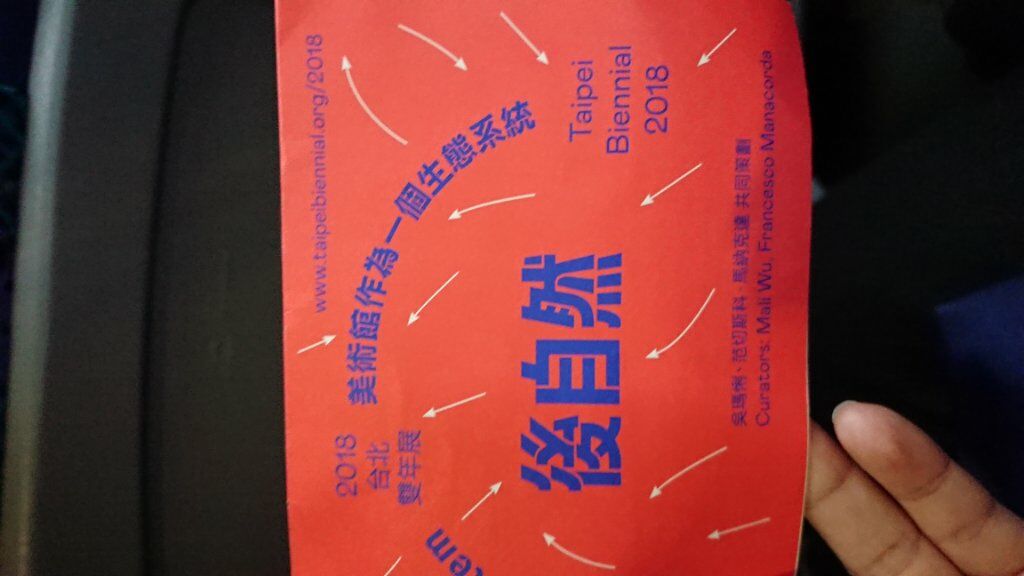 www.taipeibiennial.org/2018
2018
台北
雙年展
美術館作為一個生態系統
Taipei
Biennial
2018
後自然
吳瑪悧、范切斯科·馬納克達 共同策劃
Curators: Mali Wu, Francesco Manacorda
tem